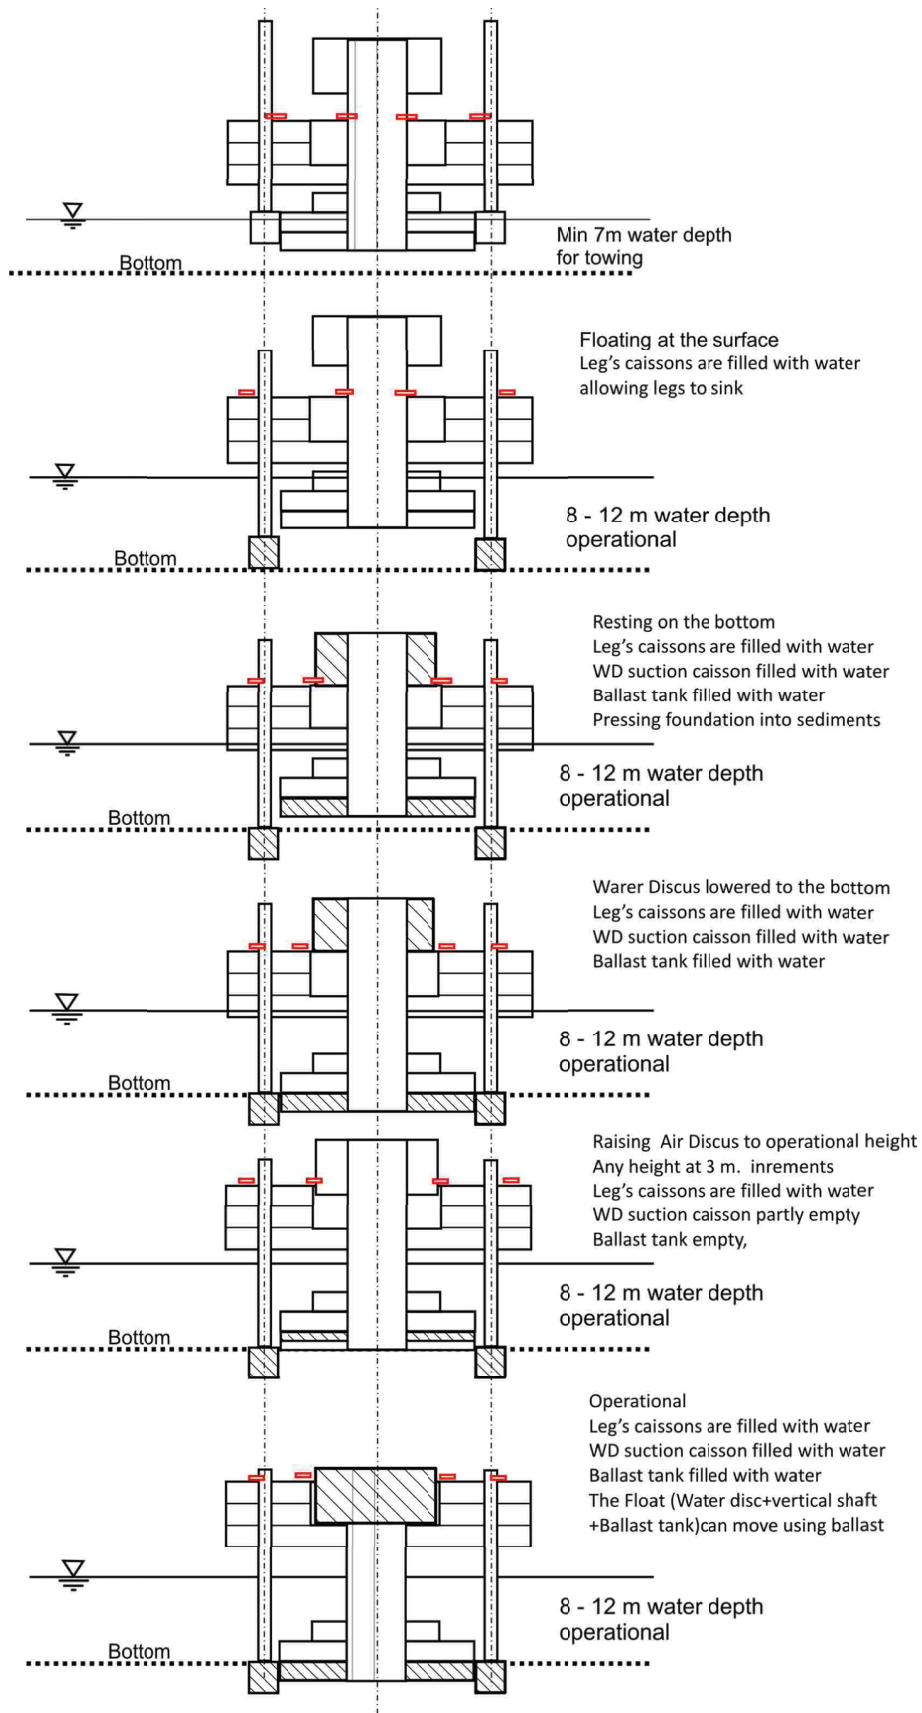 Min 7m water depth
for towing
Bottom
Floating at the surface
Leg's caissons are filled with water
allowing legs to sink
8 - 12 m water depth
operational
Bottom
Resting on the bottom
Leg's caissons are filled with water
WD suction caisson filled with water
Ballast tank filled with water
Pressing foundation into sediments
8 - 12 m water depth
operational
Bottom
Warer Discus lowered to the bottom
Leg's caissons are filled with water
WD suction caisson filled with water
Ballast tank filled with water
8 - 12 m water depth
operational
Bottom
Raising Air Discus to operational height
Any height at 3 m. inrements
Leg's caissons are filled with water
WD suction caisson partly empty
Ballast tank empty,
8 - 12 m water depth
operational
Bottom
Operational
Leg's caissons are filled with water
WD suction caisson filled with water
Ballast tank filled with water
The Float (Water disc+vertical shaft
+Ballast tank)can move using ballast
8 - 12 m water depth
operational
Bottom